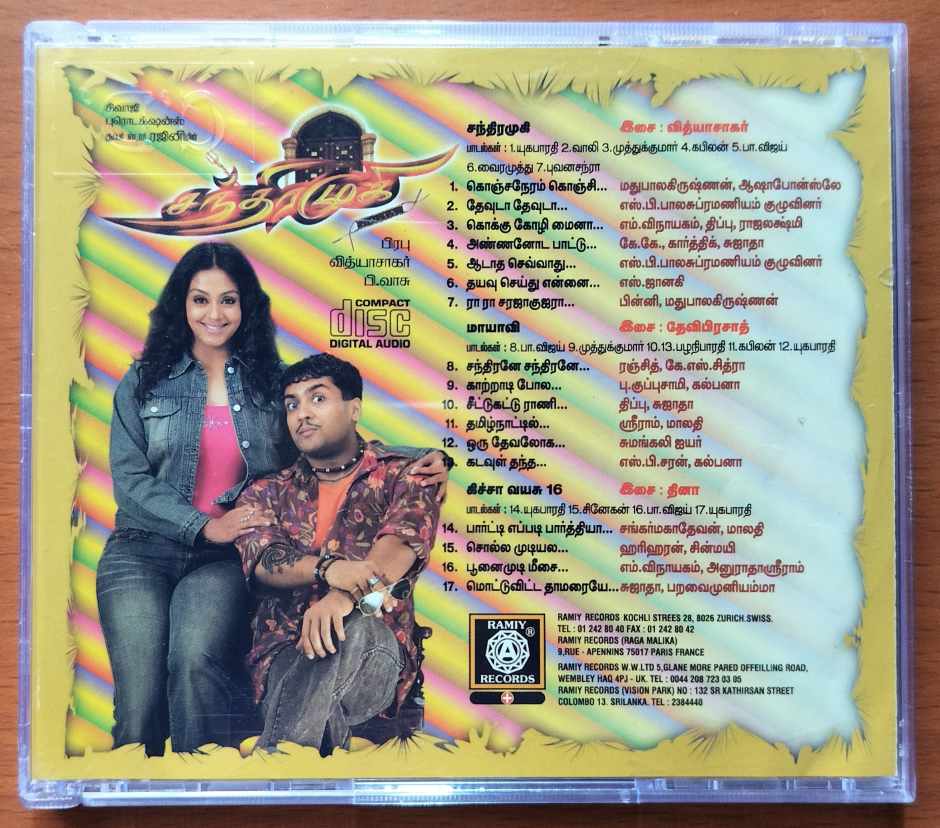 சிவாஜி
புரொடக்ஷன்ஸ்
ரஜினி
சந்திரமுகி
பிரபு
வித்யாசாகர்
பி.வாசு
COMPACT
disc
DIGITAL AUDIO
சந்திரமுகி இசை : வித்யாசாகர்
பாடல்கள் : 1.யுகபாரதி 2.வாலி 3.முத்துக்குமார் 4.கபிலன் 5.பா.விஜய்
6.வைரமுத்து 7.புவனசந்ரா
1. கொஞ்சநேரம் கொஞ்சி... மதுபாலகிருஷ்ணன், ஆஷாபோன்ஸ்லே
2. தேவுடா தேவுடா... எஸ்.பி.பாலசுப்ரமணியம் குழுவினர்
3. கொக்கு கோழி மைனா... எம்.விநாயகம், திப்பு, ராஜலக்ஷ்மி
4. அண்ணனோட பாட்டு... கே.கே., கார்த்திக், சுஜாதா
5. ஆடாத செவ்வாது... எஸ்.பி.பாலசுப்ரமணியம் குழுவினர்
6. தயவு செய்து என்னை... எஸ்.ஜானகி
7. ரா ரா சரஜாகுஜரா... பின்னி, மதுபாலகிருஷ்ணன்
மாயாவி இசை : தேவிபிரசாத்
பாடல்கள் : 8.பா.விஜய் 9.முத்துக்குமார் 10.13.பழநிபாரதி 11.கபிலன் 12.யுகபாரதி
8. சந்திரனே சந்திரனே... ரஞ்சித், கே.எஸ்.சித்ரா
9. காற்றாடி போல... பு.குப்புசாமி, கல்பனா
10. சீட்டுகட்டு ராணி... திப்பு, சுஜாதா
11. தமிழ்நாட்டில்... ஸ்ரீராம், மாலதி
12. ஒரு தேவலோக... சுமங்கலி ஐயர்
கடவுள் தந்த... எஸ்.பி.சரன், கல்பனா
கிச்சா வயசு 16 இசை : தினா
பாடல்கள் : 14.யுகபாரதி 15.சினேகன் 16.பா.விஜய் 17.யுகபாரதி
14. பார்ட்டி எப்படி பார்த்தியா... சங்கர்மகாதேவன், மாலதி
15. சொல்ல முடியல... ஹரிஹரன், சின்மயி
16. பூனைமுடி மீசை... எம்.விநாயகம், அனுராதாஸ்ரீராம்
17. மொட்டுவிட்ட தாமரையே... சுஜாதா, பறவைமுனியம்மா
RAMIY
®
A
RECORDS
RAMIY RECORDS KOCHLI STREES 28, 8026 ZURICH.SWISS.
TEL : 01 242 80 40 FAX : 01 242 80 42
RAMIY RECORDS (RAGA MALIKA)
9,RUE - APENNINS 75017 PARIS FRANCE
RAMIY RECORDS W.W.LTD 5,GLANE MORE PARED OFFEILLING ROAD,
WEMBLEY HAQ 4PJ - UK. TEL : 0044 208 723 03 05
RAMIY RECORDS (VISION PARK) NO : 132 SR KATHIRSAN STREET
COLOMBO 13. SRILANKA. TEL : 2384440